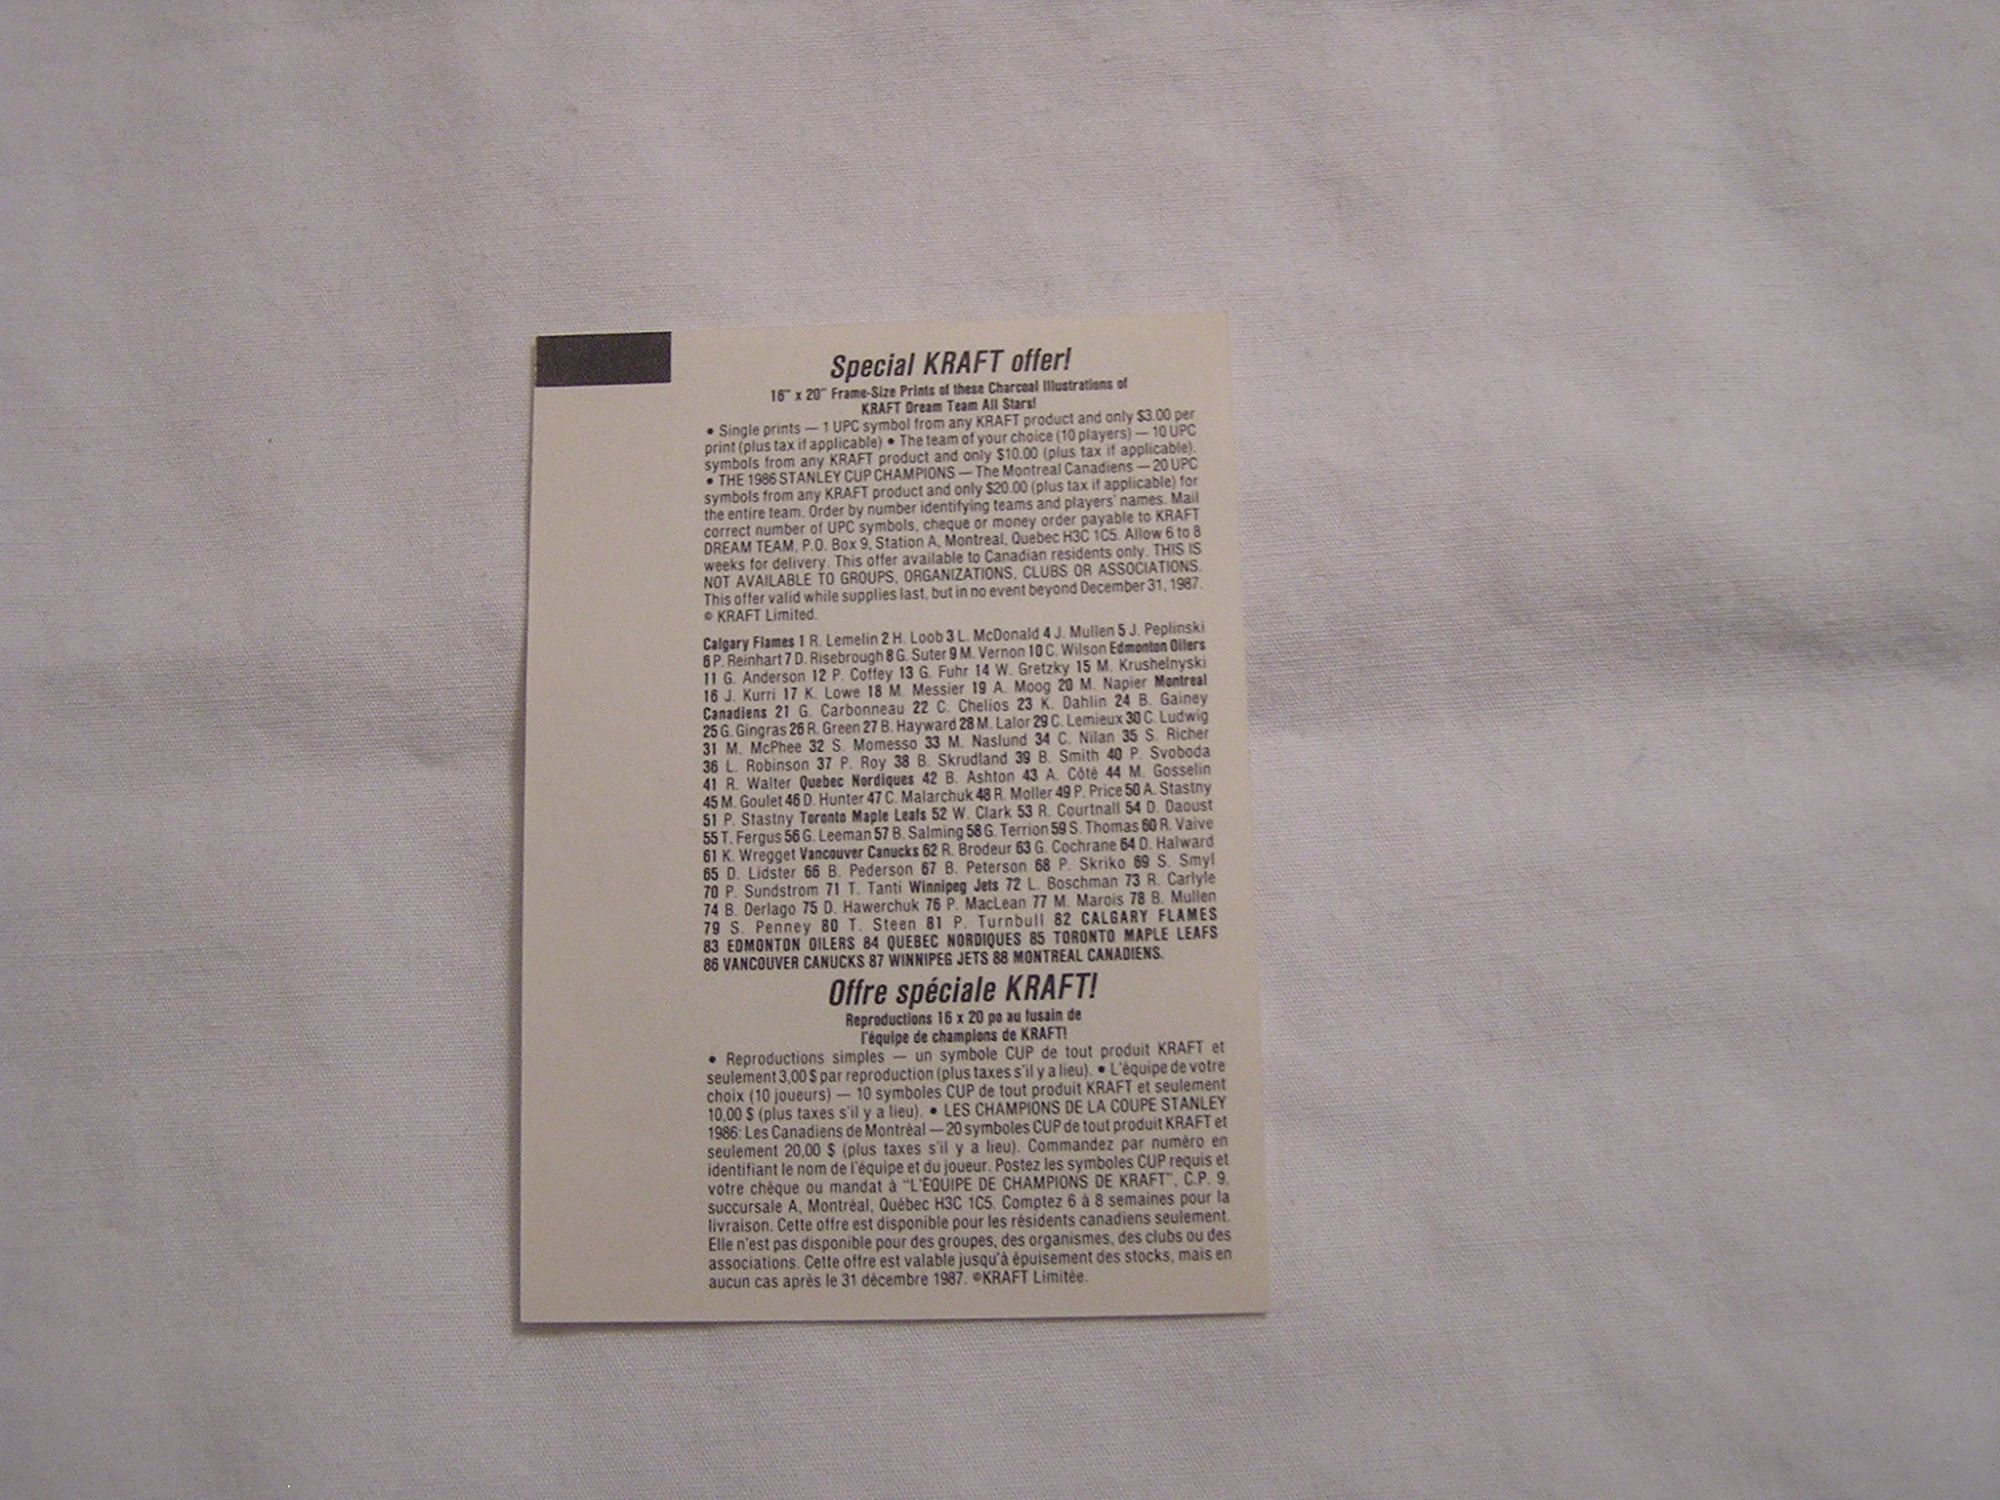 Special KRAFT offer!
16" x 20" Frame-Size Prints of these Charcoal Illustrations of
KRAFT Dream Team All Stars!
• Single prints — 1 UPC symbol from any KRAFT product and only $3.00 per
print (plus tax if applicable) • The team of your choice (10 players) — 10 UPC
symbols from any KRAFT product and only $10.00 (plus tax if applicable).
• THE 1986 STANLEY CUP CHAMPIONS — The Montreal Canadiens — 20 UPC
symbols from any KRAFT product and only $20.00 (plus tax if applicable) for
the entire team. Order by number identifying teams and players' names. Mail
correct number of UPC symbols, cheque or money order payable to KRAFT
DREAM TEAM, P.O. Box 9, Station A, Montreal, Quebec H3C 1C5. Allow 6 to 8
weeks for delivery. This offer available to Canadian residents only. THIS IS
NOT AVAILABLE TO GROUPS, ORGANIZATIONS, CLUBS OR ASSOCIATIONS.
This offer valid while supplies last, but in no event beyond December 31, 1987.
© KRAFT Limited.
Calgary Flames 1 R. Lemelin 2 H. Loob 3 L. McDonald 4 J. Mullen 5 J. Peplinski
6 P. Reinhart 7 D. Risebrough 8 G. Suter 9 M. Vernon 10 C. Wilson Edmonton Oilers
11 G. Anderson 12 P. Coffey 13 G. Fuhr 14 W. Gretzky 15 M. Krushelnyski
16 J. Kurri 17 K. Lowe 18 M. Messier 19 A. Moog 20 M. Napier Montreal
Canadiens 21 G. Carbonneau 22 C. Chelios 23 K. Dahlin 24 B. Gainey
25 G. Gingras 26 R. Green 27 B. Hayward 28 M. Lalor 29 C. Lemieux 30 C. Ludwig
31 M. McPhee 32 S. Momesso 33 M. Naslund 34 C. Nilan 35 S. Richer
36 L. Robinson 37 P. Roy 38 B. Skrudland 39 B. Smith 40 P. Svoboda
41 R. Walter Quebec Nordiques 42 B. Ashton 43 A. Côté 44 M. Gosselin
45 M. Goulet 46 D. Hunter 47 C. Malarchuk 48 R. Moller 49 P. Price 50 A. Stastny
51 P. Stastny Toronto Maple Leafs 52 W. Clark 53 R. Courtnall 54 D. Daoust
55 T. Fergus 56 G. Leeman 57 B. Salming 58 G. Terrion 59 S. Thomas 60 R. Vaive
61 K. Wregget Vancouver Canucks 62 R. Brodeur 63 G. Cochrane 64 D. Halward
65 D. Lidster 66 B. Pederson 67 B. Peterson 68 P. Skriko 69 S. Smyl
70 P. Sundstrom 71 T. Tanti Winnipeg Jets 72 L. Boschman 73 R. Carlyle
74 B. Derlago 75 D. Hawerchuk 76 P. MacLean 77 M. Marois 78 B. Mullen
79 S. Penney 80 T. Steen 81 P. Turnbull 82 CALGARY FLAMES
83 EDMONTON OILERS 84 QUEBEC NORDIQUES 85 TORONTO MAPLE LEAFS
86 VANCOUVER CANUCKS 87 WINNIPEG JETS 88 MONTREAL CANADIENS.
Offre spéciale KRAFT!
Reproductions 16 x 20 po au fusain de
l'équipe de champions de KRAFT!
• Reproductions simples — un symbole CUP de tout produit KRAFT et
seulement 3,00 $ par reproduction (plus taxes s'il y a lieu). • L'équipe de votre
choix (10 joueurs) — 10 symboles CUP de tout produit KRAFT et seulement
10,00 $ (plus taxes s'il y a lieu). • LES CHAMPIONS DE LA COUPE STANLEY
1986: Les Canadiens de Montréal — 20 symboles CUP de tout produit KRAFT et
seulement 20,00 $ (plus taxes s'il y a lieu). Commandez par numéro en
identifiant le nom de l'équipe et du joueur. Postez les symboles CUP requis et
votre chèque ou mandat à "L'ÉQUIPE DE CHAMPIONS DE KRAFT", C.P. 9,
succursale A, Montréal, Québec H3C 1C5. Comptez 6 à 8 semaines pour la
livraison. Cette offre est disponible pour les résidents canadiens seulement.
Elle n'est pas disponible pour des groupes, des organismes, des clubs ou des
associations. Cette offre est valable jusqu'à épuisement des stocks, mais en
aucun cas après le 31 décembre 1987. ©KRAFT Limitée.